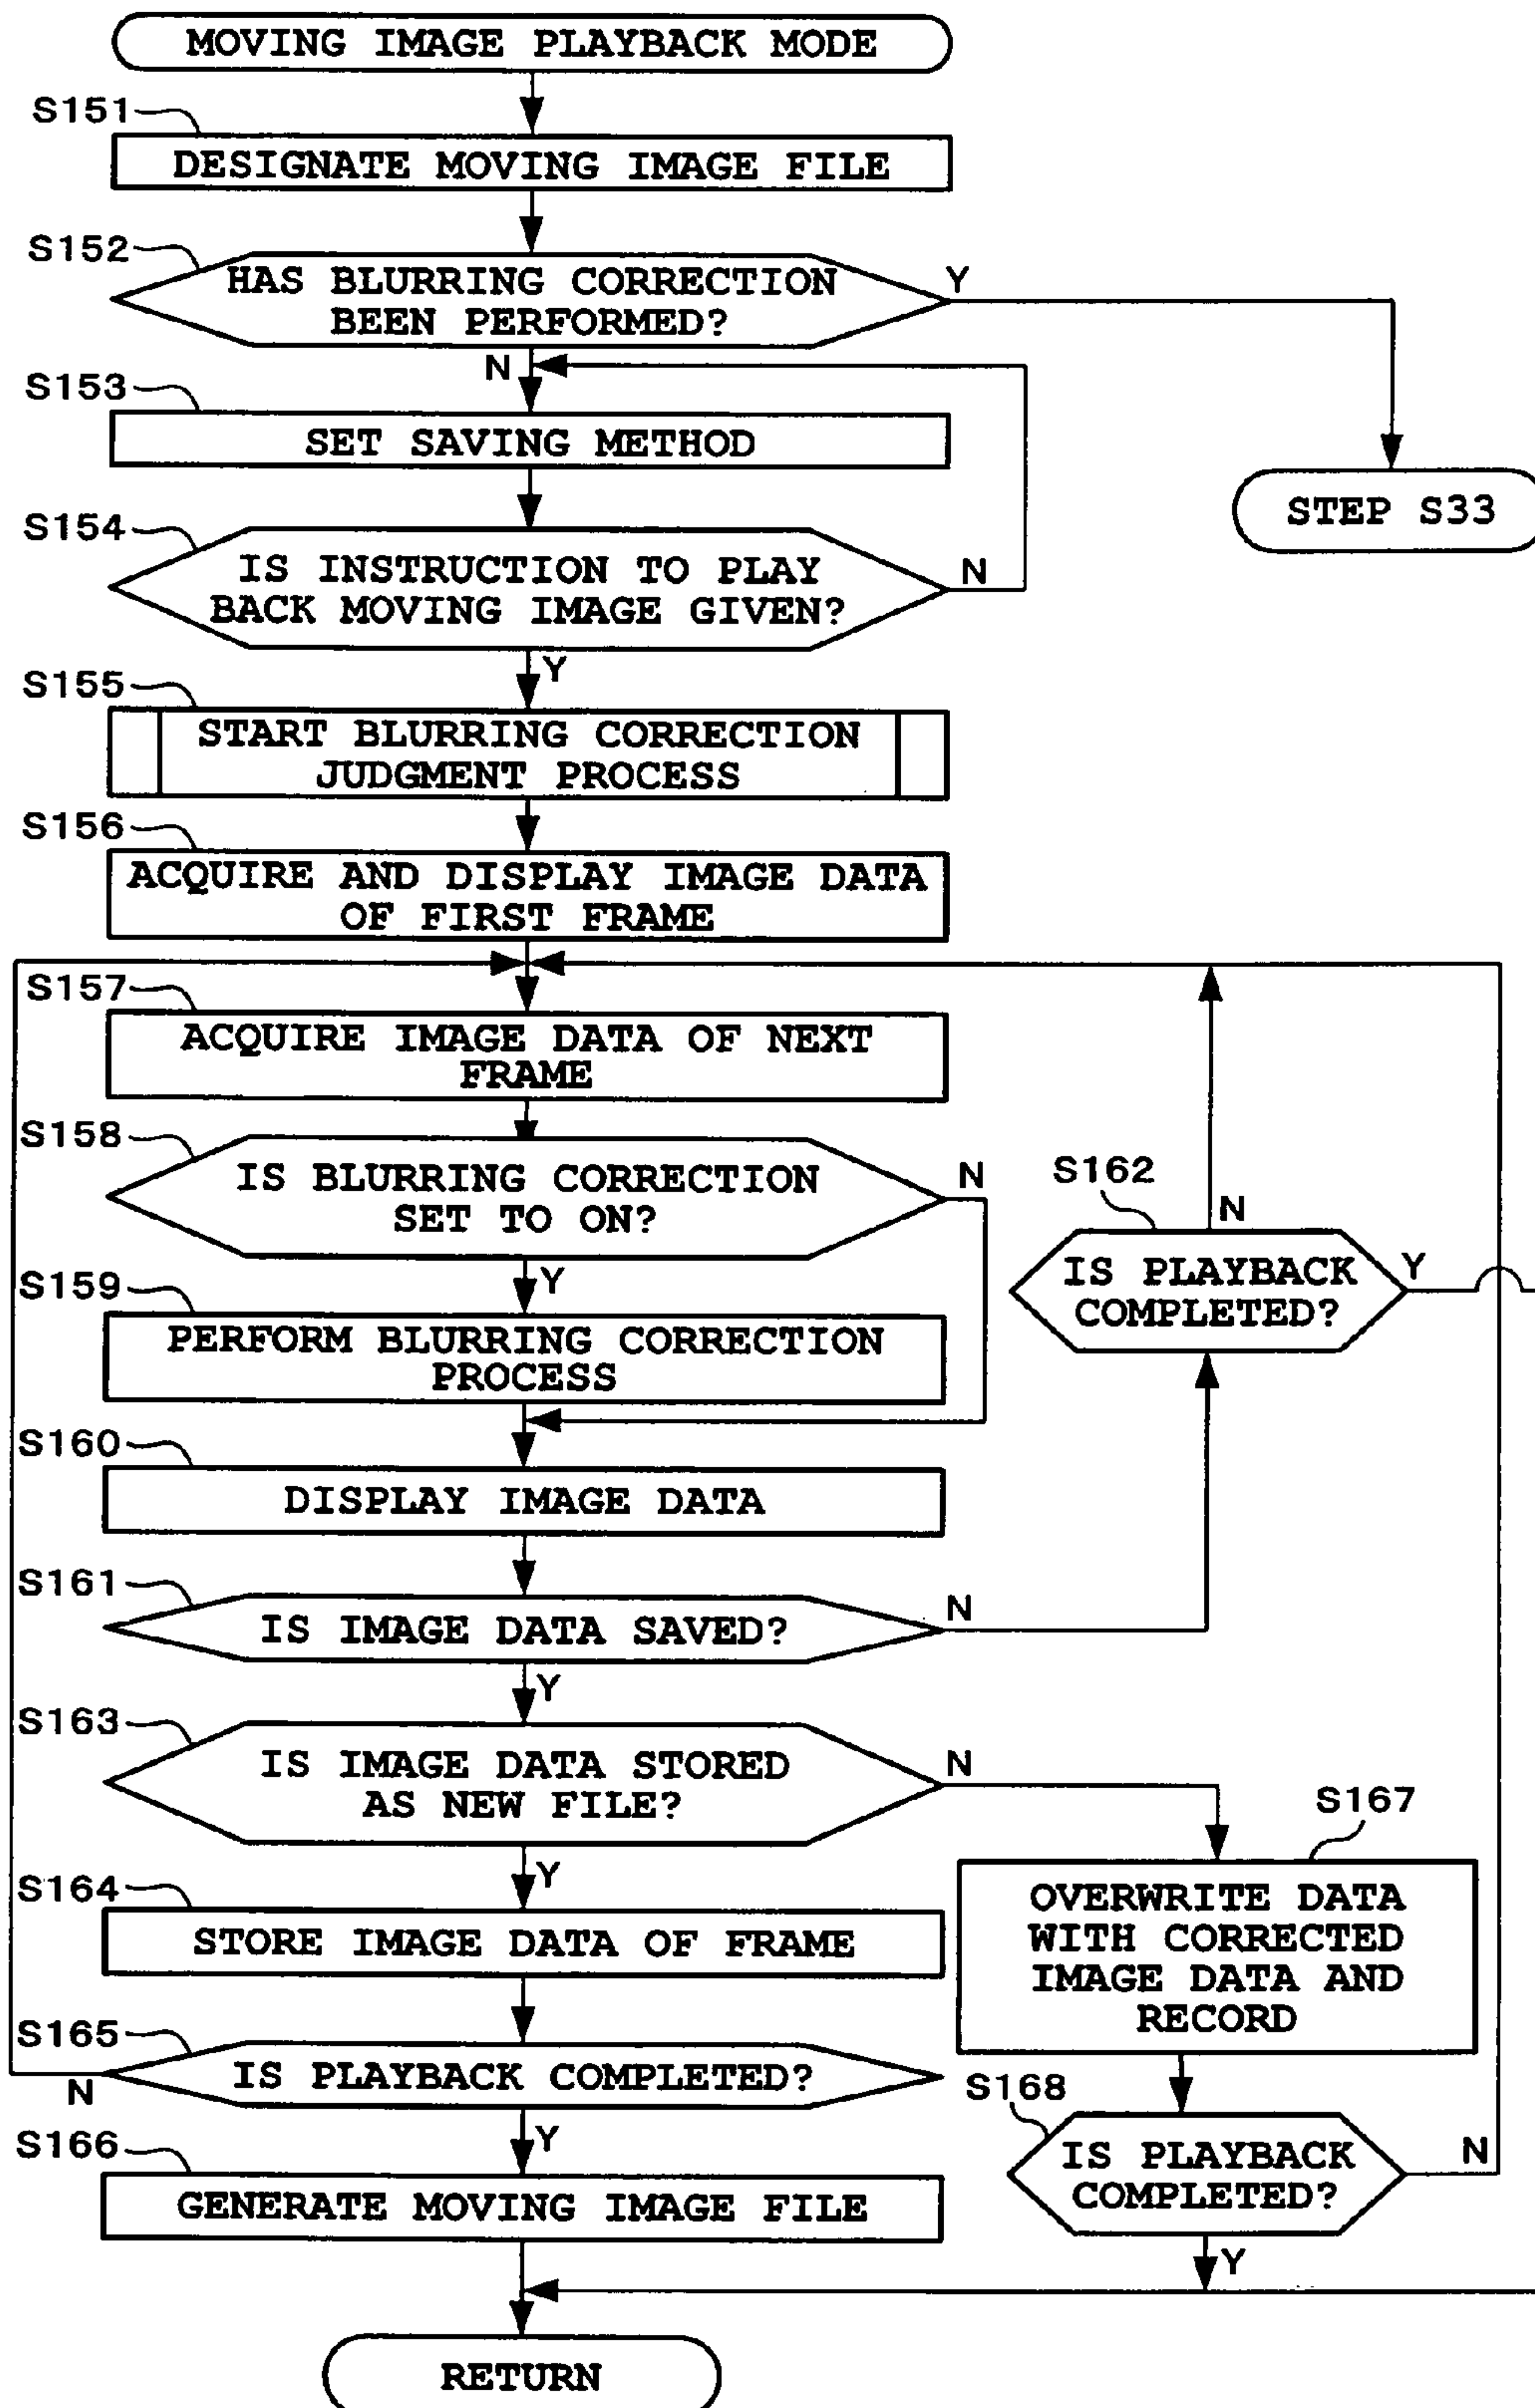 MOVING IMAGE PLAYBACK MODE
S151
DESIGNATE MOVING IMAGE FILE
S152
HAS BLURRING CORRECTION
BEEN PERFORMED?
Y
N
S153
SET SAVING METHOD
STEP S33
S154
IS INSTRUCTION TO PLAY
BACK MOVING IMAGE GIVEN?
N
Y
S155
START BLURRING CORRECTION
JUDGMENT PROCESS
S156
ACQUIRE AND DISPLAY IMAGE DATA
OF FIRST FRAME
S157
ACQUIRE IMAGE DATA OF NEXT
FRAME
S158
IS BLURRING CORRECTION
SET TO ON?
N
Y
S162
N
IS PLAYBACK
COMPLETED?
Y
S159
PERFORM BLURRING CORRECTION
PROCESS
S160
DISPLAY IMAGE DATA
S161
IS IMAGE DATA SAVED?
N
Y
S163
IS IMAGE DATA STORED
AS NEW FILE?
N
Y
S167
OVERWRITE DATA
WITH CORRECTED
IMAGE DATA AND
RECORD
S164
STORE IMAGE DATA OF FRAME
S165
IS PLAYBACK COMPLETED?
N
Y
S168
IS PLAYBACK
COMPLETED?
N
Y
S166
GENERATE MOVING IMAGE FILE
RETURN